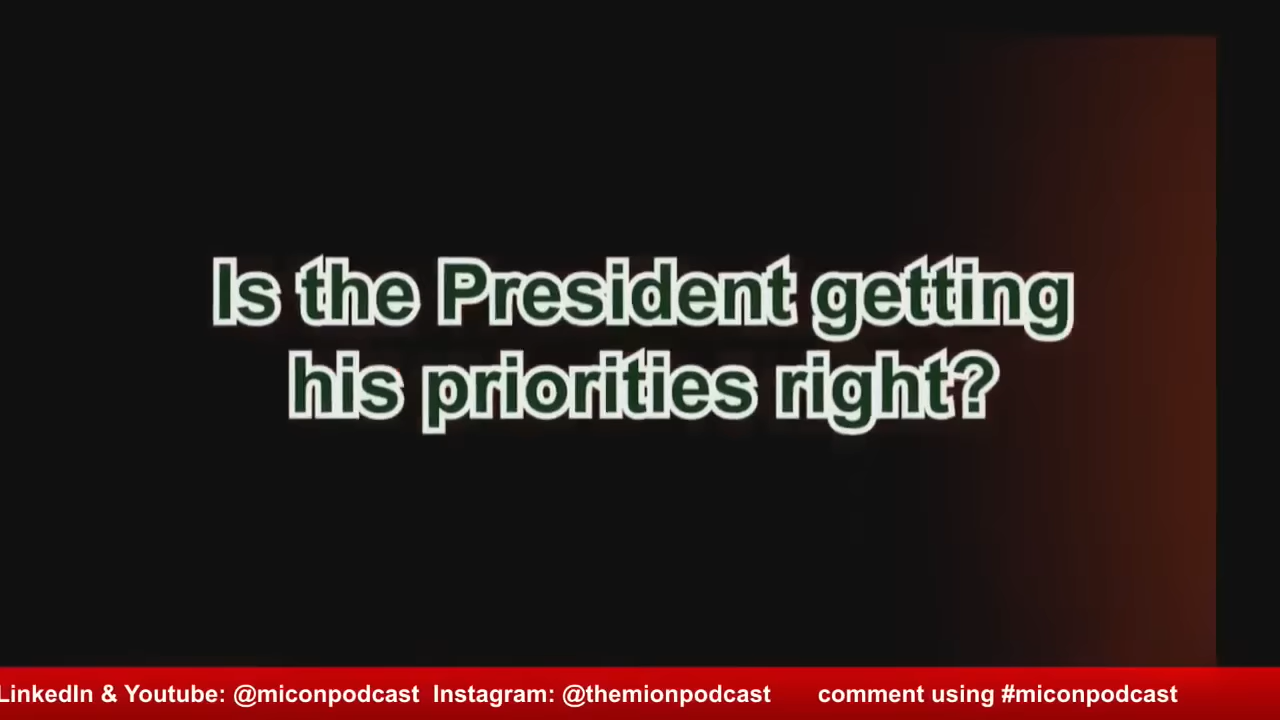 Is the President getting
his priorities right?
LinkedIn & Youtube: @miconpodcast Instagram: @themionpodcast comment using #miconpodcast